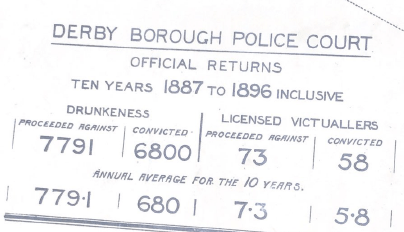 DERBY BOROUGH POLICE COURT
OFFICIAL RETURNS
TEN YEARS 1887 TO 1896 INCLUSIVE
DRUNKENESS LICENSED VICTUALLERS
PROCEEDED AGAINST CONVICTED PROCEEDED AGAINST CONVICTED
7791 6800 73 58
ANNUAL AVERAGE FOR THE 10 YEARS.
779·1 680 7·3 5·8